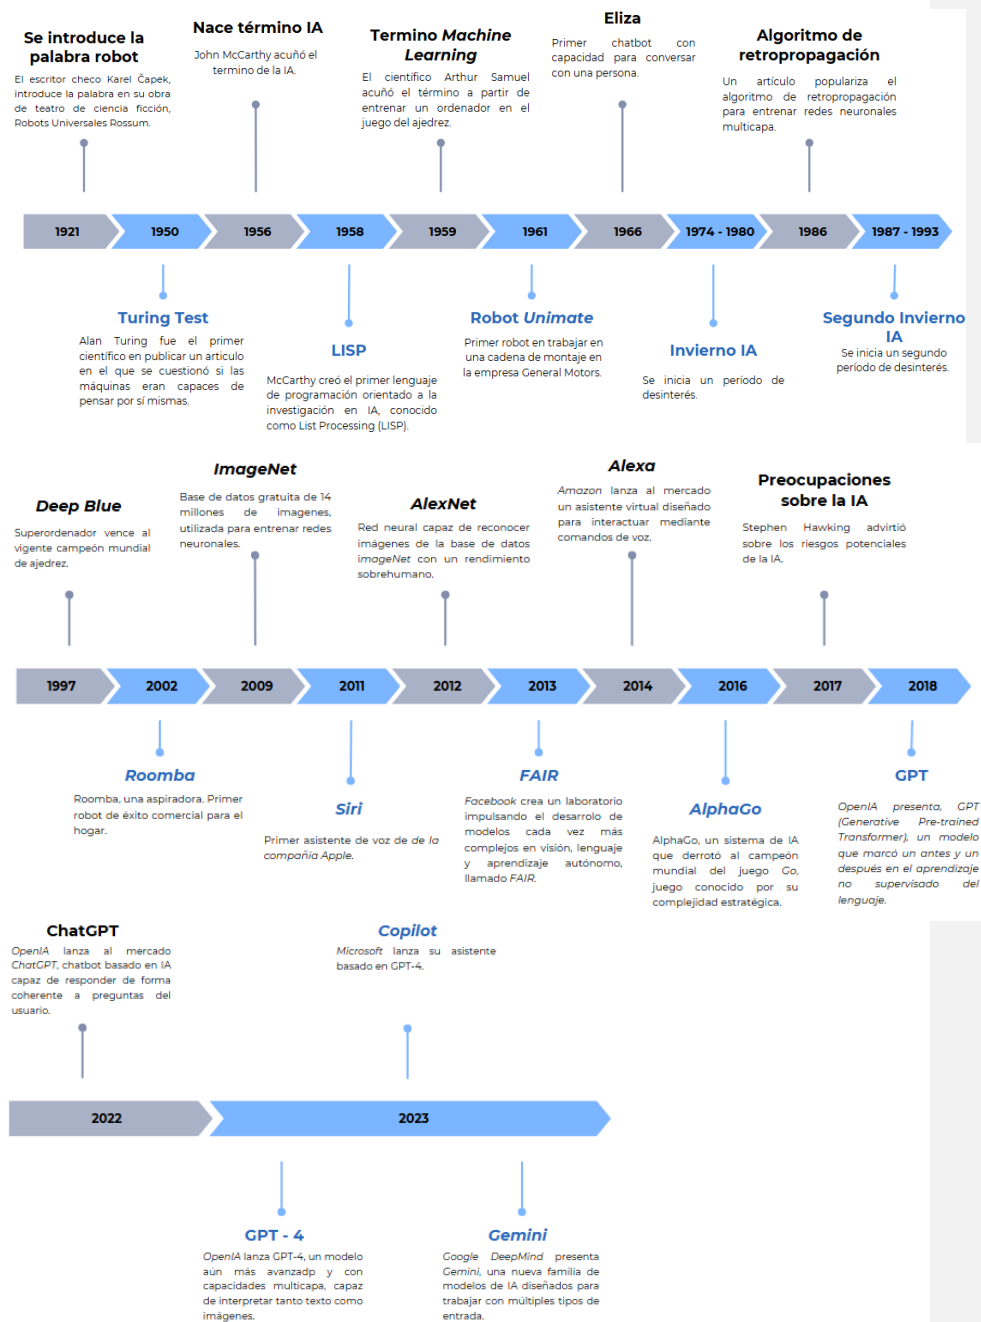 Se introduce la
palabra robot
El escritor checo Karel Čapek,
introduce la palabra en su obra
de teatro de ciencia ficción,
Robots Universales Rossum.
Nace término IA
John McCarthy acuñó el
termino de la IA.
Termino Machine
Learning
El científico Arthur Samuel
acuñó el término a partir de
entrenar un ordenador en el
juego del ajedrez.
Eliza
Primer chatbot con
capacidad para conversar
con una persona.
Algoritmo de
retropropagación
Un artículo populariza el
algoritmo de retropropagación
para entrenar redes neuronales
multicapa.
1921
1950
1956
1958
1959
1961
1966
1974 - 1980
1986
1987 - 1993
Turing Test
Alan Turing fue el primer
científico en publicar un articulo
en el que se cuestionó si las
máquinas eran capaces de
pensar por sí mismas.
LISP
McCarthy creó el primer lenguaje
de programación orientado a la
investigación en IA, conocido
como List Processing (LISP).
Robot Unimate
Primer robot en trabajar en
una cadena de montaje en
la empresa General Motors.
Invierno IA
Se inicia un período de
desinterés.
Segundo Invierno
IA
Se inicia un segundo
período de desinterés.
Deep Blue
Superordenador vence al
vigente campeón mundial
de ajedrez.
ImageNet
Base de datos gratuita de 14
millones de imagenes,
utilizada para entrenar redes
neuronales.
AlexNet
Red neural capaz de reconocer
imágenes de la base de datos
imageNet con un rendimiento
sobrehumano.
Alexa
Amazon lanza al mercado
un asistente virtual diseñado
para interactuar mediante
comandos de voz.
Preocupaciones
sobre la IA
Stephen Hawking advirtió
sobre los riesgos potenciales
de la IA.
1997
2002
2009
2011
2012
2013
2014
2016
2017
2018
Roomba
Roomba, una aspiradora. Primer
robot de éxito comercial para el
hogar.
Siri
Primer asistente de voz de de la
compañía Apple.
FAIR
Facebook crea un laboratorio
impulsando el desarrolo de
modelos cada vez más
complejos en visión, lenguaje
y aprendizaje autónomo,
llamado FAIR.
AlphaGo
AlphaGo, un sistema de IA
que derrotó al campeón
mundial del juego Go,
juego conocido por su
complejidad estratégica.
GPT
OpenIA presenta, GPT
(Generative Pre-trained
Transformer), un modelo
que marcó un antes y un
después en el aprendizaje
no supervisado del
lenguaje.
ChatGPT
OpenIA lanza al mercado
ChatGPT, chatbot basado en IA
capaz de responder de forma
coherente a preguntas del
usuario.
Copilot
Microsoft lanza su asistente
basado en GPT-4.
2022
2023
GPT - 4
OpenIA lanza GPT-4, un modelo
aún más avanzadp y con
capacidades multicapa, capaz
de interpretar tanto texto como
imágenes.
Gemini
Google DeepMind presenta
Gemini, una nueva familia de
modelos de IA diseñados para
trabajar con múltiples tipos de
entrada.